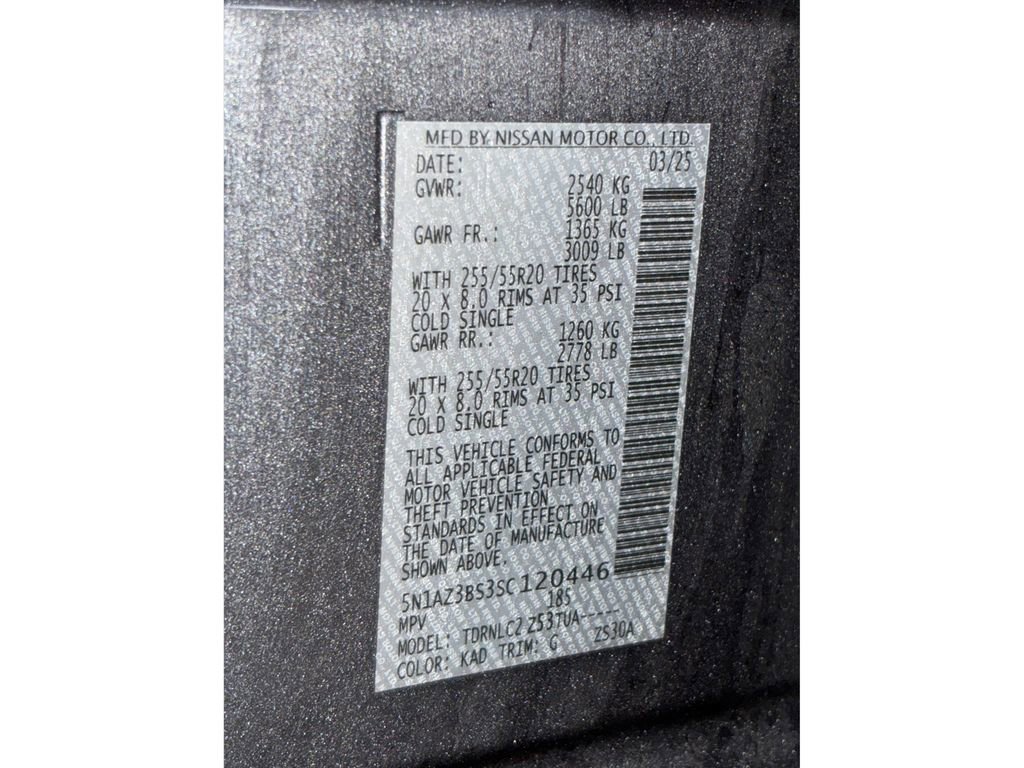 MFD BY NISSAN MOTOR CO., LTD.
DATE: 03/25
GVWR: 2540 KG
5600 LB
GAWR FR.: 1365 KG
3009 LB
WITH 255/55R20 TIRES
20 X 8.0 RIMS AT 35 PSI
COLD SINGLE
GAWR RR.: 1260 KG
2778 LB
WITH 255/55R20 TIRES
20 X 8.0 RIMS AT 35 PSI
COLD SINGLE
THIS VEHICLE CONFORMS TO
ALL APPLICABLE FEDERAL
MOTOR VEHICLE SAFETY AND
THEFT PREVENTION
STANDARDS IN EFFECT ON
THE DATE OF MANUFACTURE
SHOWN ABOVE.
5N1AZ3BS3SC120446
MPV 185
MODEL: TDRNLC2 ZS3TUA-----
COLOR: KAD TRIM: G ZS30A